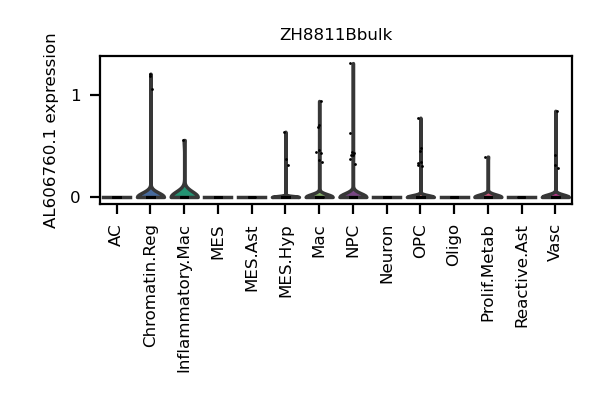 ZH8811Bbulk
AL606760.1 expression
1
0
AC
Chromatin.Reg
Inflammatory.Mac
MES
MES.Ast
MES.Hyp
Mac
NPC
Neuron
OPC
Oligo
Prolif.Metab
Reactive.Ast
Vasc